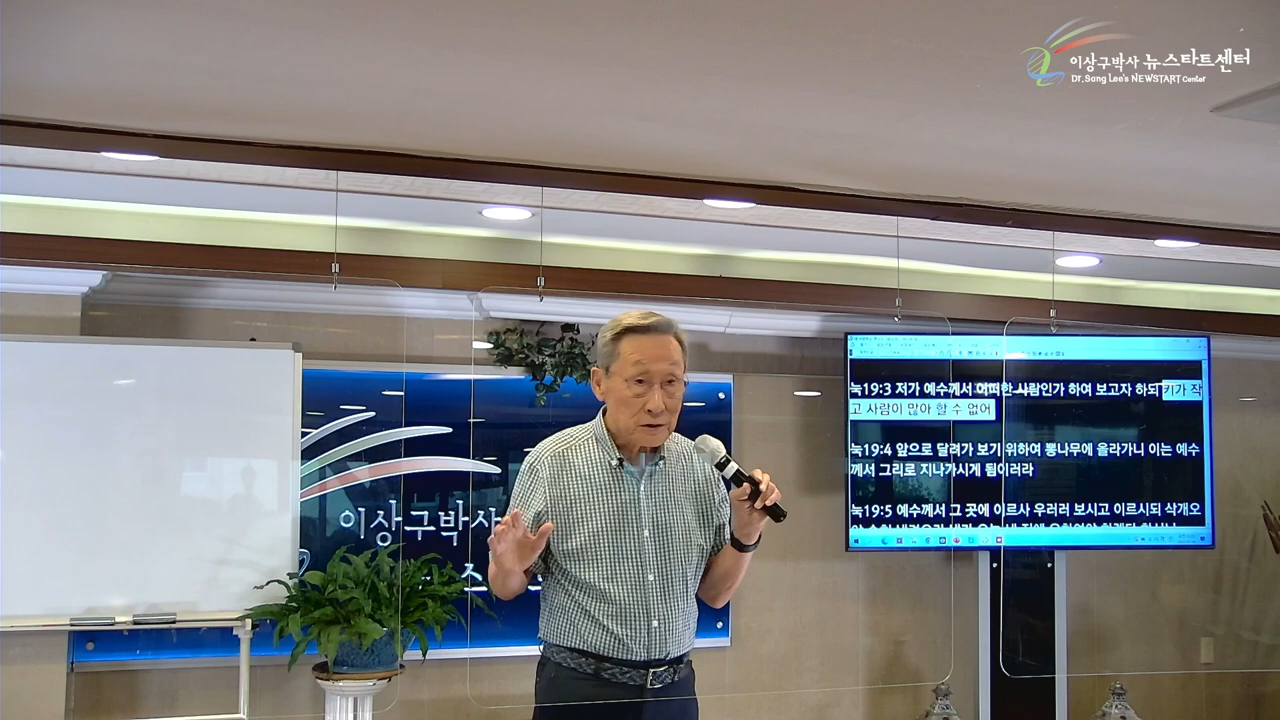 이상구박사 뉴스타트센터
Dr. Sang Lee's NEWSTART Center
눅19:3 저가 예수께서 어떠한 사람인가 하여 보고자 하되 키가 작
고 사람이 많아 할 수 없어
눅19:4 앞으로 달려가 보기 위하여 뽕나무에 올라가니 이는 예수
께서 그리로 지나가시게 됨이러라
눅19:5 예수께서 그 곳에 이르사 우러러 보시고 이르시되 삭개오
이상구박사
스